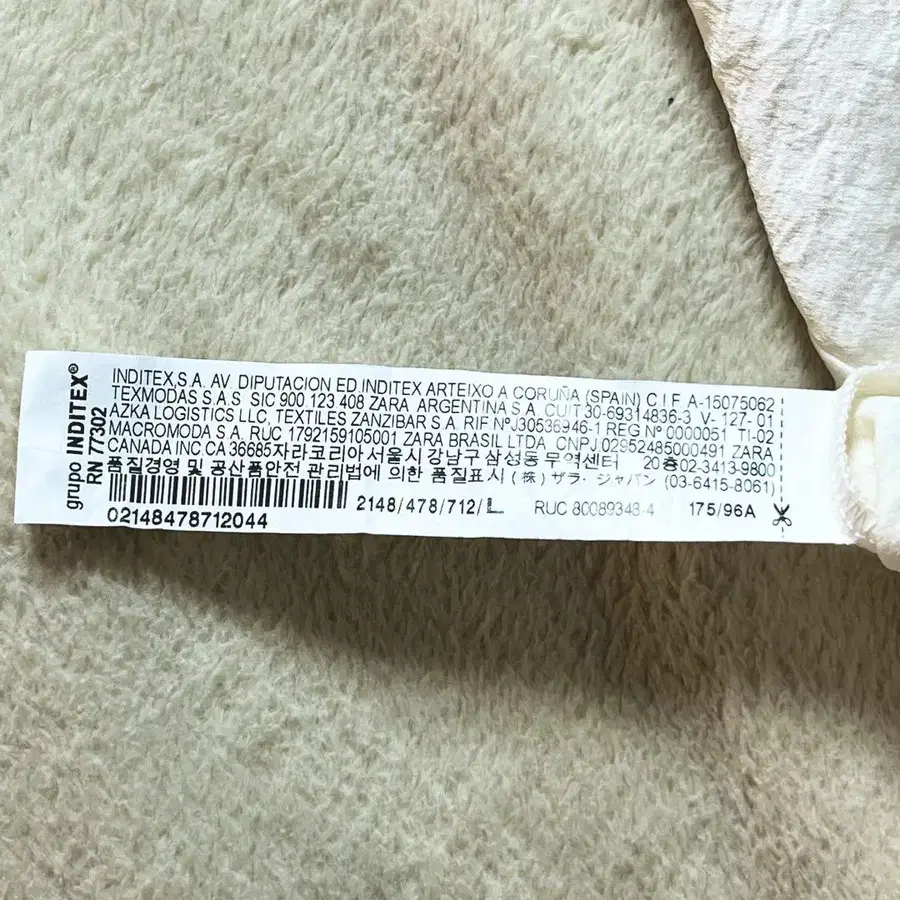 grupo INDITEX®
RN 77302
INDITEX,S.A. AV. DIPUTACION ED.INDITEX ARTEIXO A CORUÑA (SPAIN) C I F A-15075062
TEXMODAS S.A.S SIC 900 123 408 ZARA ARGENTINA S.A. CUIT 30-69314836-3 V- 127- 01
AZKA LOGISTICS LLC, TEXTILES ZANZIBAR S.A. RIF NºJ30536946-1 REG Nº 0000051 TI-02
MACROMODA S.A. RUC 1792159105001 ZARA BRASIL LTDA CNPJ.02952485000491 ZARA
CANADA INC CA 36685자라코리아 서울시 강남구 삼성동 무역센터 20층02-3413-9800
품질경영 및 공산품안전 관리법에 의한 품질표시 (株) ザラ・ジャパン (03-6415-8061)
02148478712044
2148/478/712/L
RUC 80089348-4
175/96A